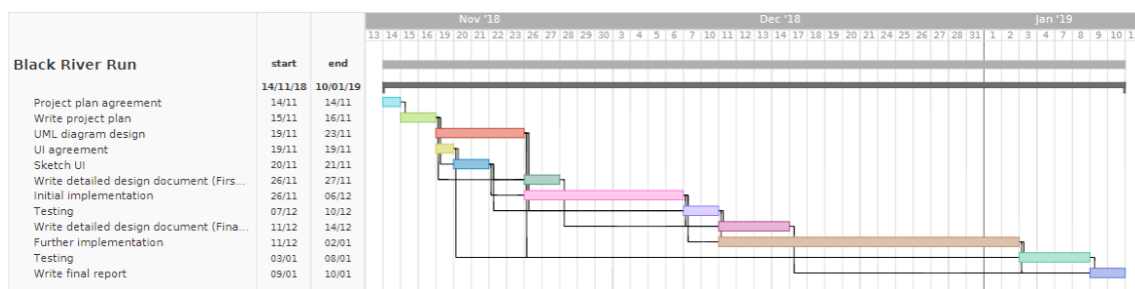 Nov '18 Dec '18 Jan '19
13 14 15 16 19 20 21 22 23 26 27 28 29 30 3 4 5 6 7 10 11 12 13 14 17 18 19 20 21 24 25 26 27 28 31 1 2 3 4 7 8 9 10 1
Black River Run start end
14/11/18 10/01/19
Project plan agreement 14/11 14/11
Write project plan 15/11 16/11
UML diagram design 19/11 23/11
UI agreement 19/11 19/11
Sketch UI 20/11 21/11
Write detailed design document (Firs... 26/11 27/11
Initial implementation 26/11 06/12
Testing 07/12 10/12
Write detailed design document (Fina... 11/12 14/12
Further implementation 11/12 02/01
Testing 03/01 08/01
Write final report 09/01 10/01